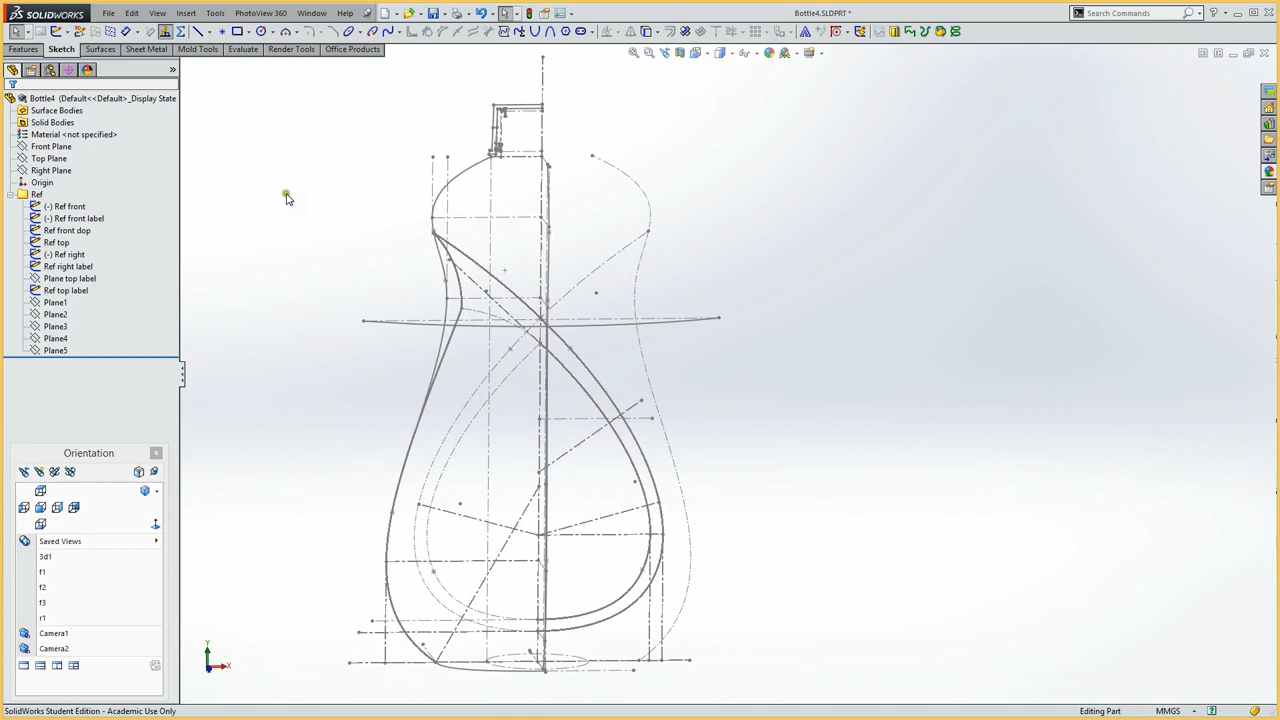 SOLIDWORKS File Edit View Insert Tools PhotoView 360 Window Help Bottle4.SLDPRT * Search Commands ?
Features Sketch Surfaces Sheet Metal Mold Tools Evaluate Render Tools Office Products
»
Bottle4 (Default<<Default>_Display State
Surface Bodies
Solid Bodies
Material <not specified>
Front Plane
Top Plane
Right Plane
Origin
Ref
(-) Ref front
(-) Ref front label
Ref front dop
Ref top
(-) Ref right
Ref right label
Plane top label
Ref top label
Plane1
Plane2
Plane3
Plane4
Plane5
Orientation
Saved Views
3d1
f1
f2
f3
r1
Camera1
Camera2
Y
X
SolidWorks Student Edition - Academic Use Only Editing Part MMGS ?